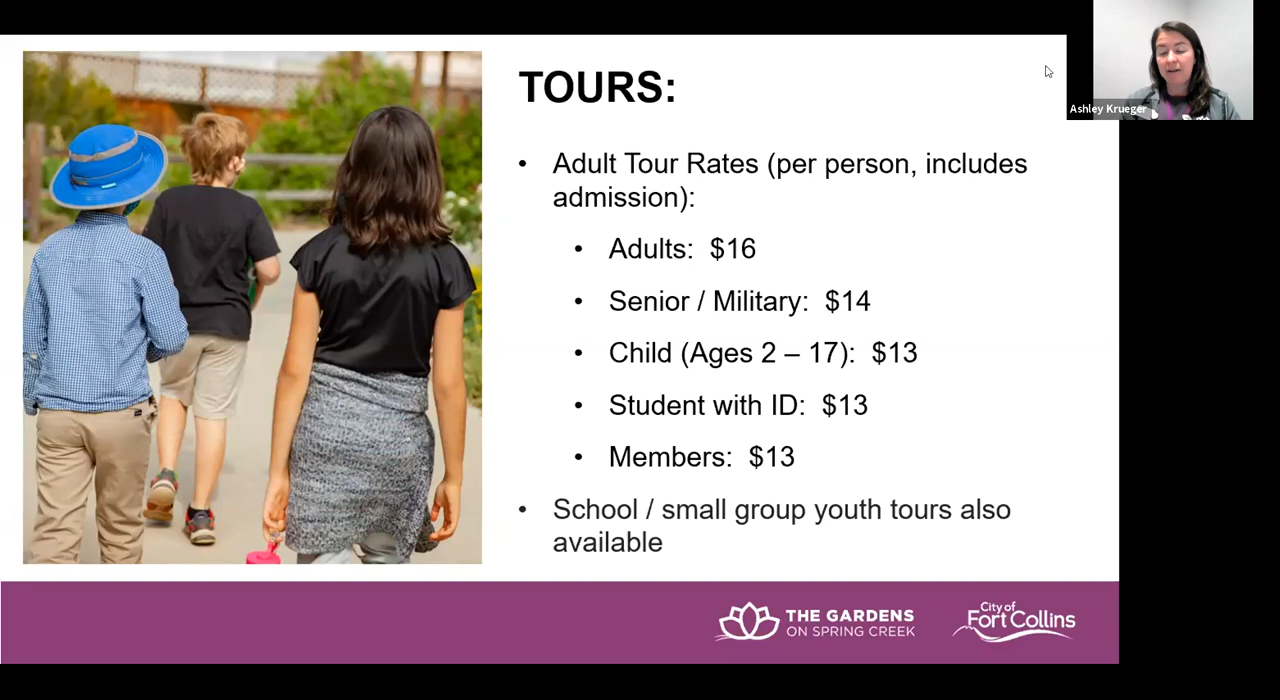 TOURS:
Ashley Krueger
• Adult Tour Rates (per person, includes
admission):
• Adults:  $16
• Senior / Military:  $14
• Child (Ages 2 – 17):  $13
• Student with ID:  $13
• Members:  $13
• School / small group youth tours also
available
THE GARDENS
ON SPRING CREEK
City of
Fort Collins